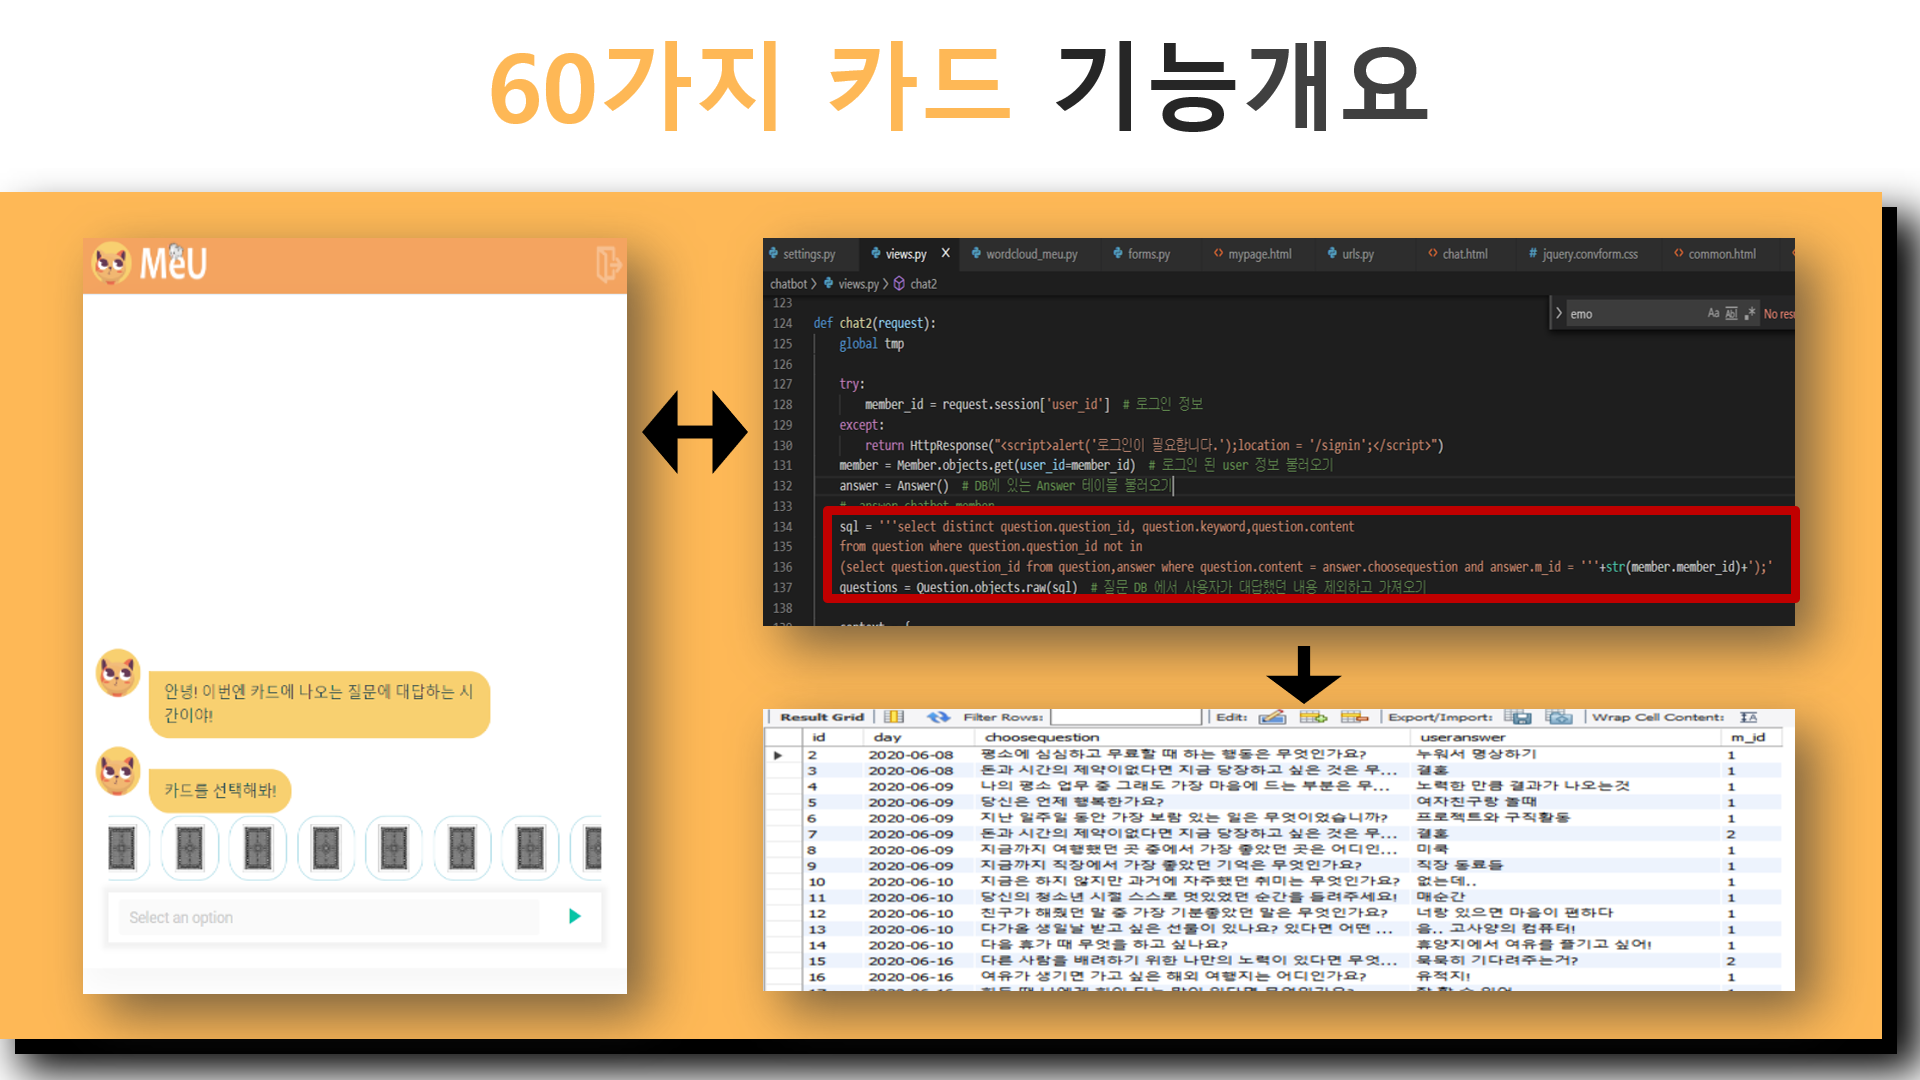 60가지 카드 기능개요
MeU
안녕! 이번엔 카드에 나오는 질문에 대답하는 시
간이야!
카드를 선택해봐!
Select an option
settings.py views.py X wordcloud_meu.py forms.py mypage.html urls.py chat.html jquery.convform.css common.html
chatbot > views.py > chat2
emo Aa Abl .* No resu
123
124 def chat2(request):
125 global tmp
126
127 try:
128 member_id = request.session['user_id'] # 로그인 정보
129 except:
130 return HttpResponse("<script>alert('로그인이 필요합니다.');location = '/signin';</script>")
131 member = Member.objects.get(user_id=member_id) # 로그인 된 user 정보 불러오기
132 answer = Answer() # DB에 있는 Answer 테이블 불러오기
133 # answer chatbot member
134 sql = '''select distinct question.question_id, question.keyword,question.content
135 from question where question.question_id not in
136 (select question.question_id from question,answer where question.content = answer.choosequestion and answer.m_id = '''+str(member.member_id)+');'
137 questions = Question.objects.raw(sql) # 질문 DB 에서 사용자가 대답했던 내용 제외하고 가져오기
138
Result Grid Filter Rows: Edit: Export/Import: Wrap Cell Content: IA
id day choosequestion useranswer m_id
2 2020-06-08 평소에 심심하고 무료할 때 하는 행동은 무엇인가요? 누워서 명상하기 1
3 2020-06-08 돈과 시간의 제약이없다면 지금 당장하고 싶은 것은 무... 결혼 1
4 2020-06-09 나의 평소 업무 중 그래도 가장 마음에 드는 부분은 무... 노력한 만큼 결과가 나오는것 1
5 2020-06-09 당신은 언제 행복한가요? 여자친구랑 놀때 1
6 2020-06-09 지난 일주일 동안 가장 보람 있는 일은 무엇이었습니까? 프로젝트와 구직활동 1
7 2020-06-09 돈과 시간의 제약이없다면 지금 당장하고 싶은 것은 무... 결혼 2
8 2020-06-09 지금까지 여행했던 곳 중에서 가장 좋았던 곳은 어디인... 미국 1
9 2020-06-09 지금까지 직장에서 가장 좋았던 기억은 무엇인가요? 직장 동료들 1
10 2020-06-10 지금은 하지 않지만 과거에 자주했던 취미는 무엇인가요? 없는데.. 1
11 2020-06-10 당신의 청소년 시절 스스로 멋있었던 순간을 들려주세요! 매순간 1
12 2020-06-10 친구가 해줬던 말 중 가장 기분좋았던 말은 무엇인가요? 너랑 있으면 마음이 편하다 1
13 2020-06-10 다가올 생일날 받고 싶은 선물이 있나요? 있다면 어떤 ... 음.. 고사양의 컴퓨터! 1
14 2020-06-10 다음 휴가 때 무엇을 하고 싶나요? 휴양지에서 여유를 즐기고 싶어! 1
15 2020-06-16 다른 사람을 배려하기 위한 나만의 노력이 있다면 무엇... 묵묵히 기다려주는거? 2
16 2020-06-16 여유가 생기면 가고 싶은 해외 여행지는 어디인가요? 유적지! 1